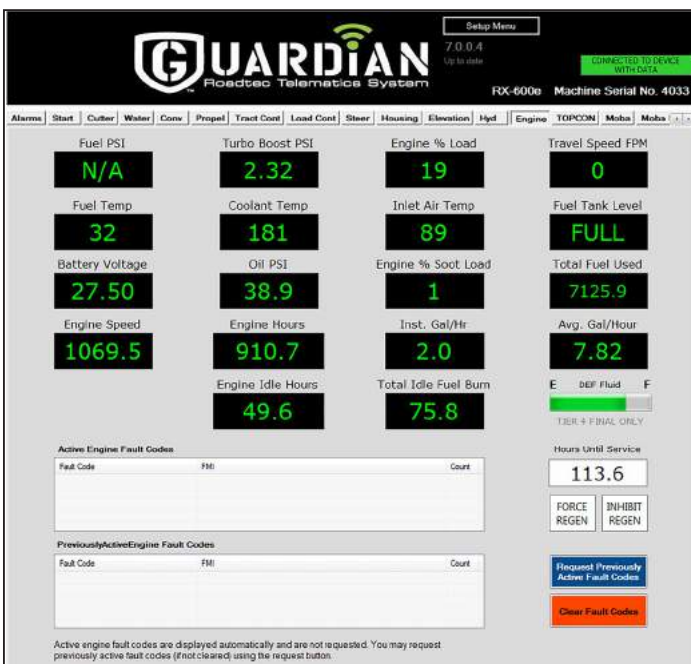 Setup Menu
GUARDIAN
7.0.0.4
Up to date
CONNECTED TO DEVICE
WITH DATA
Roadtec Telematics System
RX-600e Machine Serial No. 4033
Alarms Start Cutter Water Conv Propel Tract Cont Load Cont Steer Housing Elevation Hyd Engine TOPCON Moba Moba
Fuel PSI Turbo Boost PSI Engine % Load Travel Speed FPM
N/A 2.32 19 0
Fuel Temp Coolant Temp Inlet Air Temp Fuel Tank Level
32 181 89 FULL
Battery Voltage Oil PSI Engine % Soot Load Total Fuel Used
27.50 38.9 1 7125.9
Engine Speed Engine Hours Inst. Gal/Hr Avg. Gal/Hour
1069.5 910.7 2.0 7.82
Engine Idle Hours Total Idle Fuel Burn E DEF Fluid F
49.6 75.8
TIER 4 FINAL ONLY
Active Engine Fault Codes Hours Until Service
Fault Code FMI Count
113.6
FORCE REGEN INHIBIT REGEN
PreviouslyActiveEngine Fault Codes
Fault Code FMI Count
Request Previously
Active Fault Codes
Clear Fault Codes
Active engine fault codes are displayed automatically and are not requested. You may request
previously active fault codes (if not cleared) using the request button.